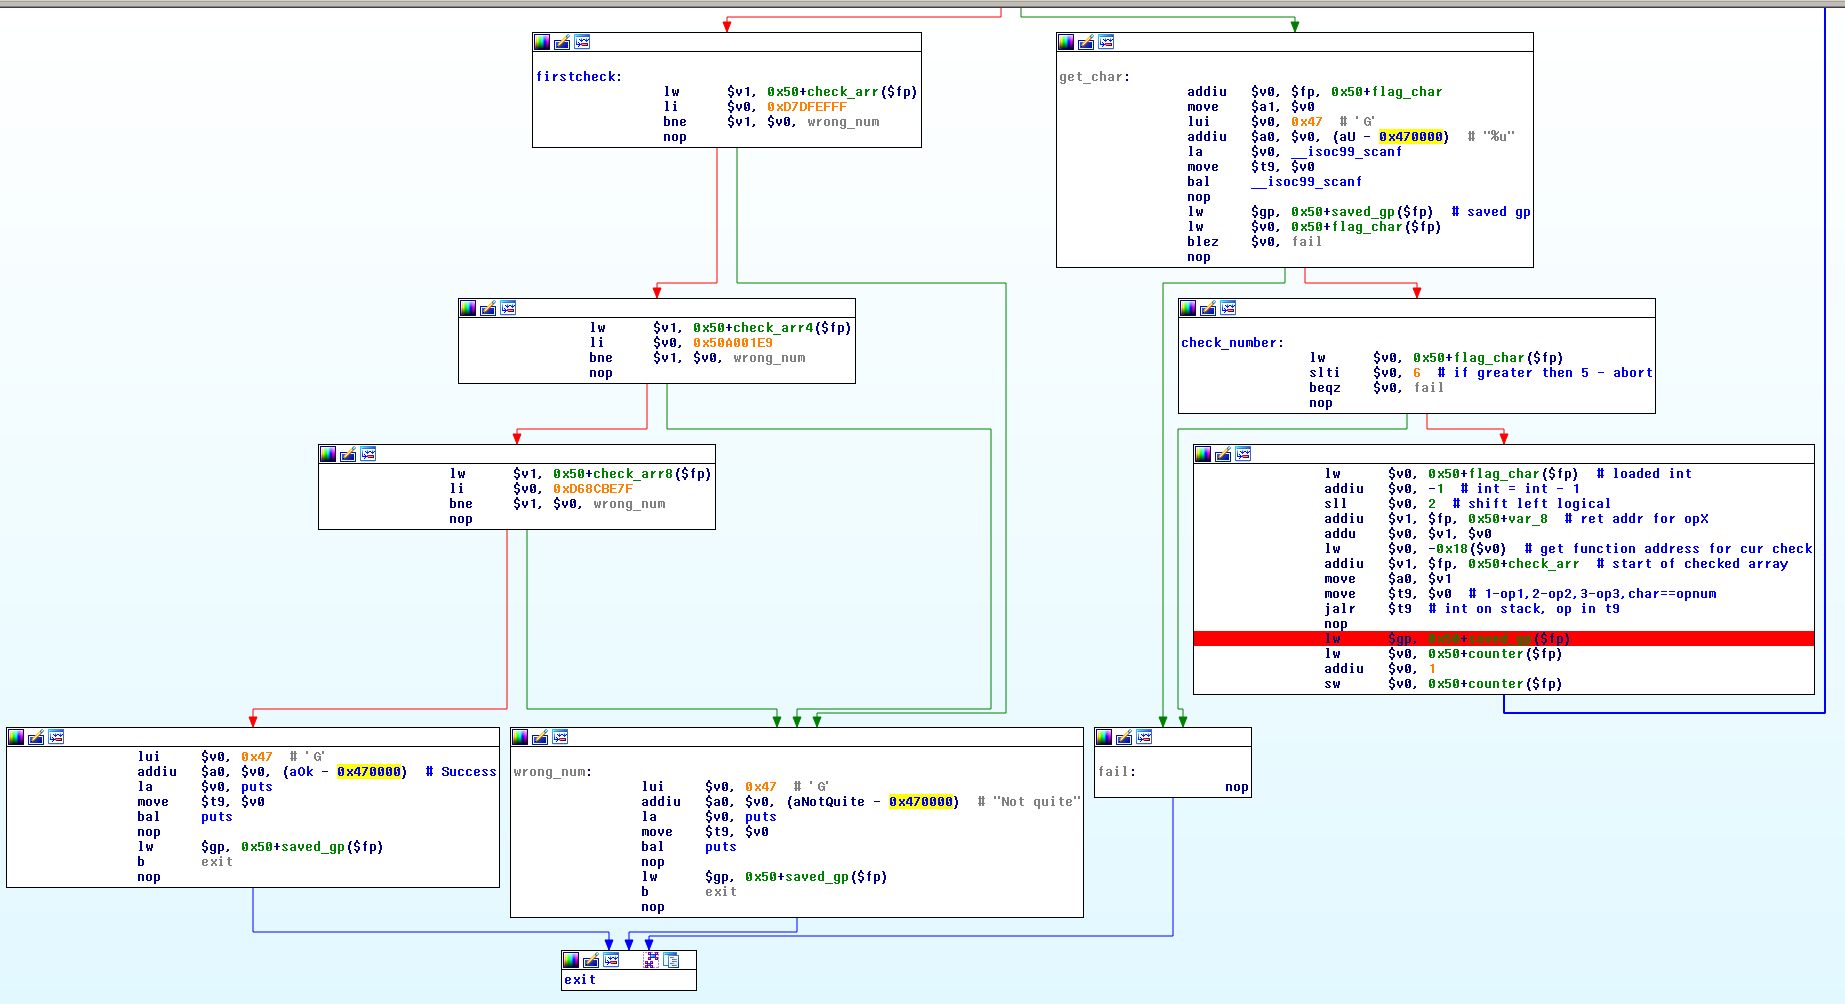 firstcheck:
lw $v1, 0x50+check_arr($fp)
li $v0, 0xD7DFEFFF
bne $v1, $v0, wrong_num
nop
get_char:
addiu $v0, $fp, 0x50+flag_char
move $a1, $v0
lui $v0, 0x47 # 'G'
addiu $a0, $v0, (aU - 0x470000) # "%u"
la $v0, __isoc99_scanf
move $t9, $v0
bal __isoc99_scanf
nop
lw $gp, 0x50+saved_gp($fp) # saved gp
lw $v0, 0x50+flag_char($fp)
blez $v0, fail
nop
lw $v1, 0x50+check_arr4($fp)
li $v0, 0x50A001E9
bne $v1, $v0, wrong_num
nop
check_number:
lw $v0, 0x50+flag_char($fp)
slti $v0, 6 # if greater then 5 - abort
beqz $v0, fail
nop
lw $v1, 0x50+check_arr8($fp)
li $v0, 0xD68CBE7F
bne $v1, $v0, wrong_num
nop
lw $v0, 0x50+flag_char($fp) # loaded int
addiu $v0, -1 # int = int - 1
sll $v0, 2 # shift left logical
addiu $v1, $fp, 0x50+var_8 # ret addr for opX
addu $v0, $v1, $v0
lw $v0, -0x18($v0) # get function address for cur check
addiu $v1, $fp, 0x50+check_arr # start of checked array
move $a0, $v1
move $t9, $v0 # 1-op1,2-op2,3-op3,char==opnum
jalr $t9 # int on stack, op in t9
nop
lw $gp, 0x50+saved_gp($fp)
lw $v0, 0x50+counter($fp)
addiu $v0, 1
sw $v0, 0x50+counter($fp)
lui $v0, 0x47 # 'G'
addiu $a0, $v0, (aOk - 0x470000) # Success
la $v0, puts
move $t9, $v0
bal puts
nop
lw $gp, 0x50+saved_gp($fp)
b exit
nop
wrong_num:
lui $v0, 0x47 # 'G'
addiu $a0, $v0, (aNotQuite - 0x470000) # "Not quite"
la $v0, puts
move $t9, $v0
bal puts
nop
lw $gp, 0x50+saved_gp($fp)
b exit
nop
fail:
nop
exit